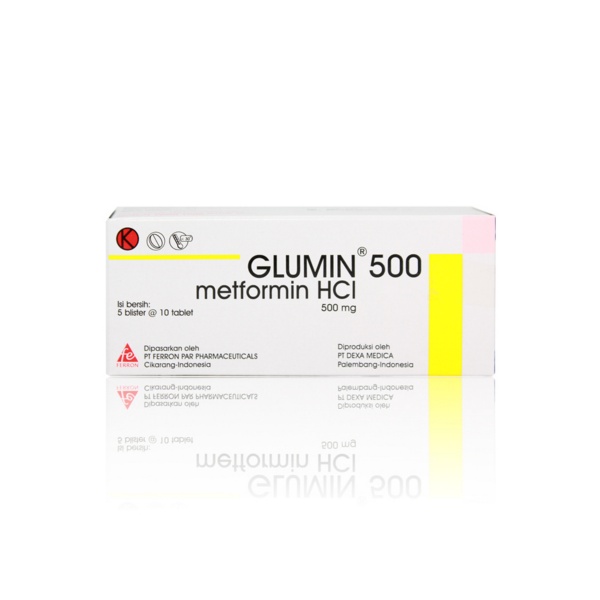 K
GLUMIN® 500
metformin HCl
500 mg
Isi bersih:
5 blister @ 10 tablet
fe
FERRON
Dipasarkan oleh
PT FERRON PAR PHARMACEUTICALS
Cikarang-Indonesia
Diproduksi oleh
PT DEXA MEDICA
Palembang-Indonesia